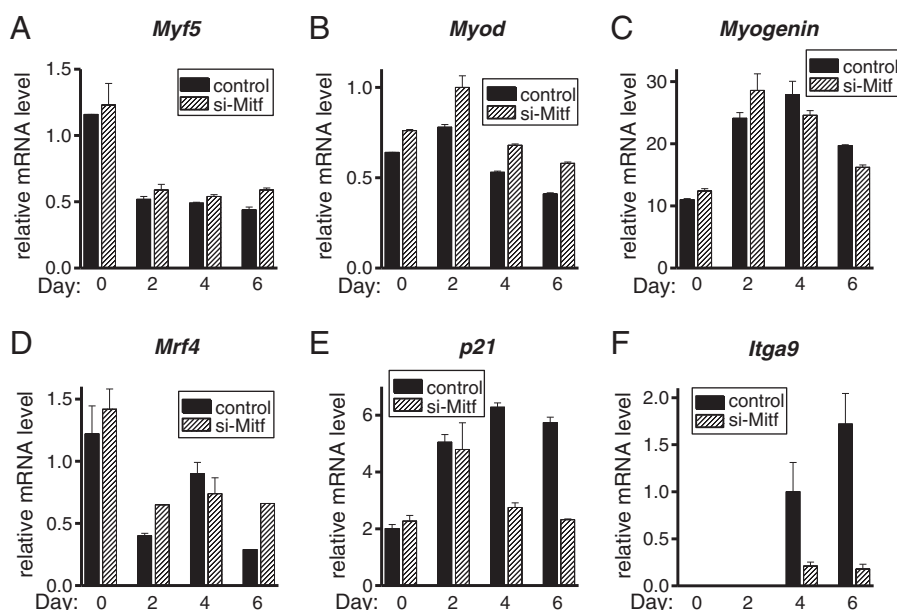 A Myf5
1.5
1.0
0.5
0.0
relative mRNA level
control
si-Mitf
Day: 0 2 4 6
B Myod
1.0
0.5
0.0
relative mRNA level
control
si-Mitf
Day: 0 2 4 6
C Myogenin
30
20
10
0
relative mRNA level
control
si-Mitf
Day: 0 2 4 6
D Mrf4
1.5
1.0
0.5
0.0
relative mRNA level
control
si-Mitf
Day: 0 2 4 6
E p21
6
4
2
0
relative mRNA level
control
si-Mitf
Day: 0 2 4 6
F Itga9
2.0
1.5
1.0
0.5
0.0
relative mRNA level
control
si-Mitf
Day: 0 2 4 6